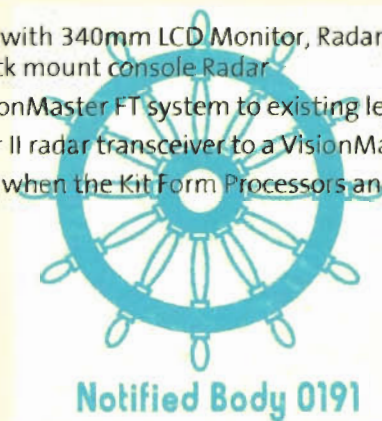 with 340mm LCD Monitor, Radar
ck mount console Radar
onMaster FT system to existing le
r II radar transceiver to a VisionMa
when the Kit Form Processors an
Notified Body 0191